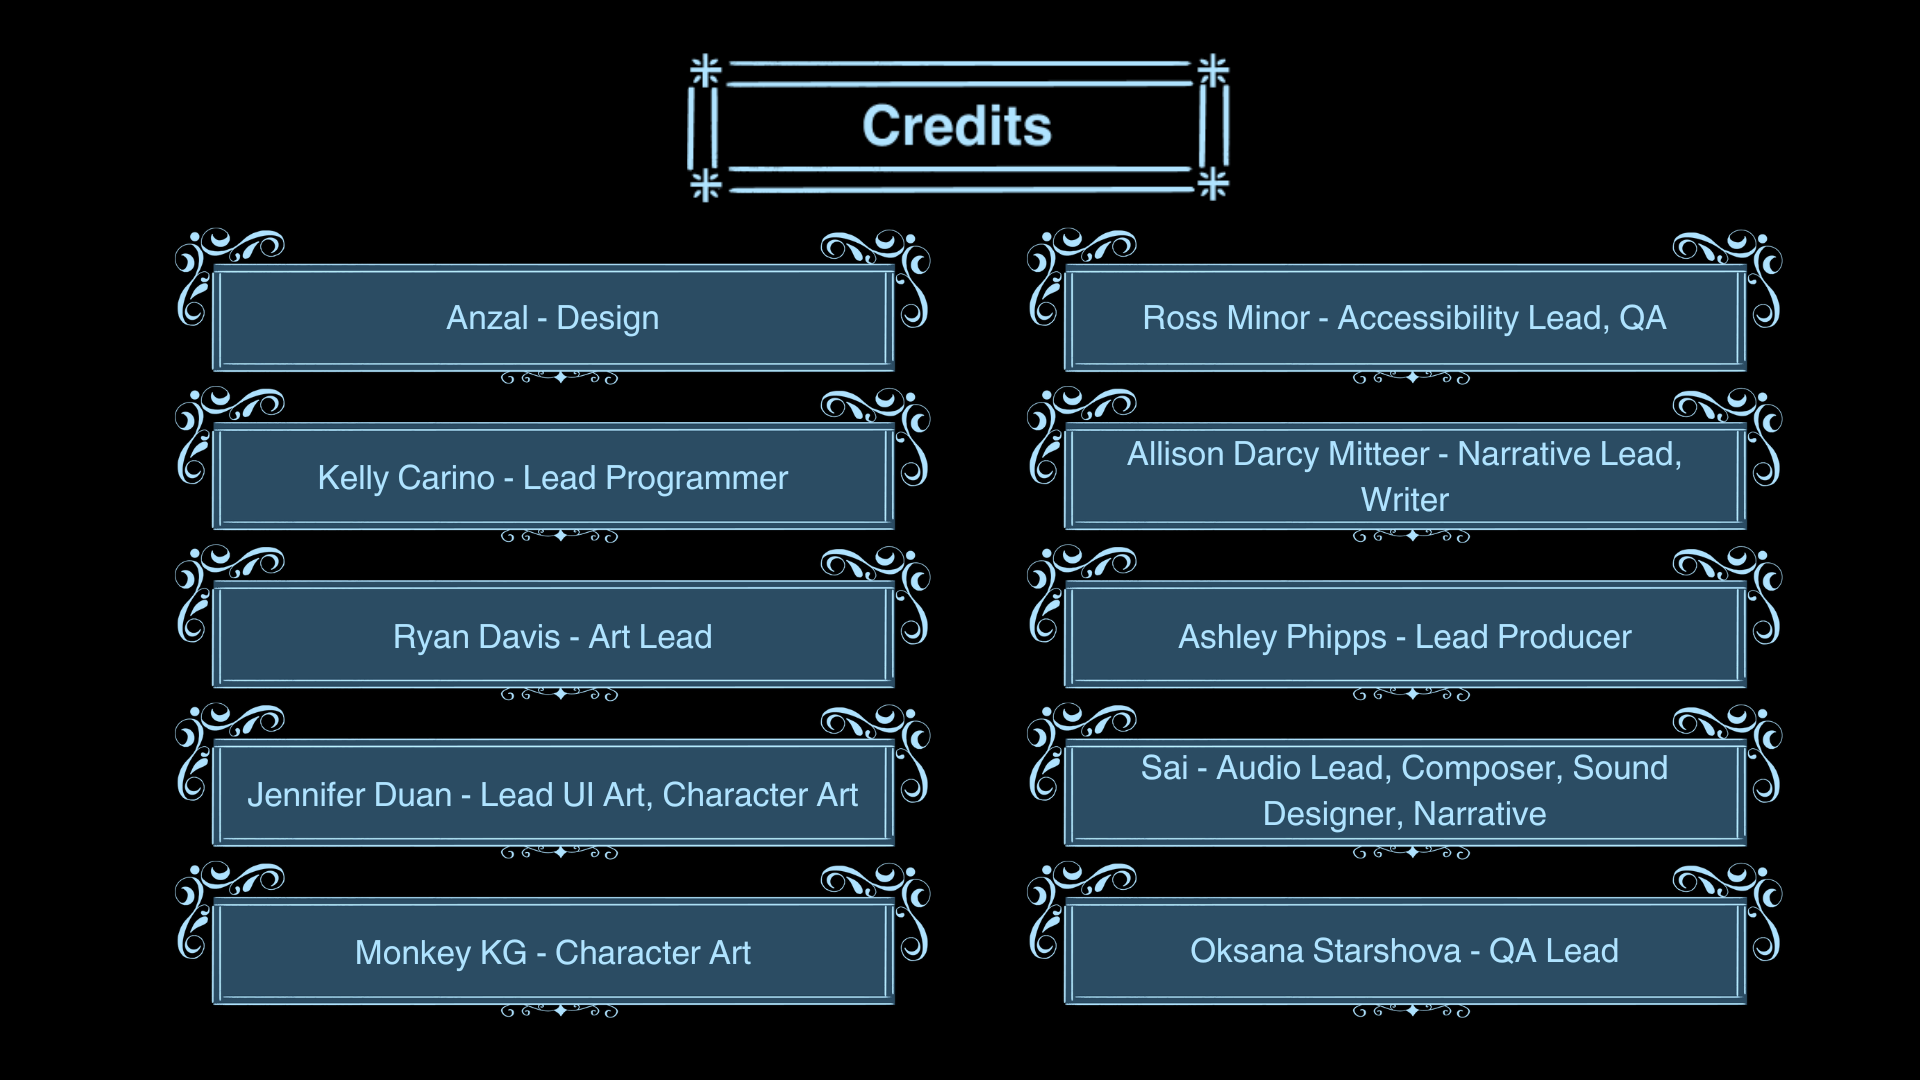 Credits
Anzal - Design
Kelly Carino - Lead Programmer
Ryan Davis - Art Lead
Jennifer Duan - Lead UI Art, Character Art
Monkey KG - Character Art
Ross Minor - Accessibility Lead, QA
Allison Darcy Mitteer - Narrative Lead,
Writer
Ashley Phipps - Lead Producer
Sai - Audio Lead, Composer, Sound
Designer, Narrative
Oksana Starshova - QA Lead